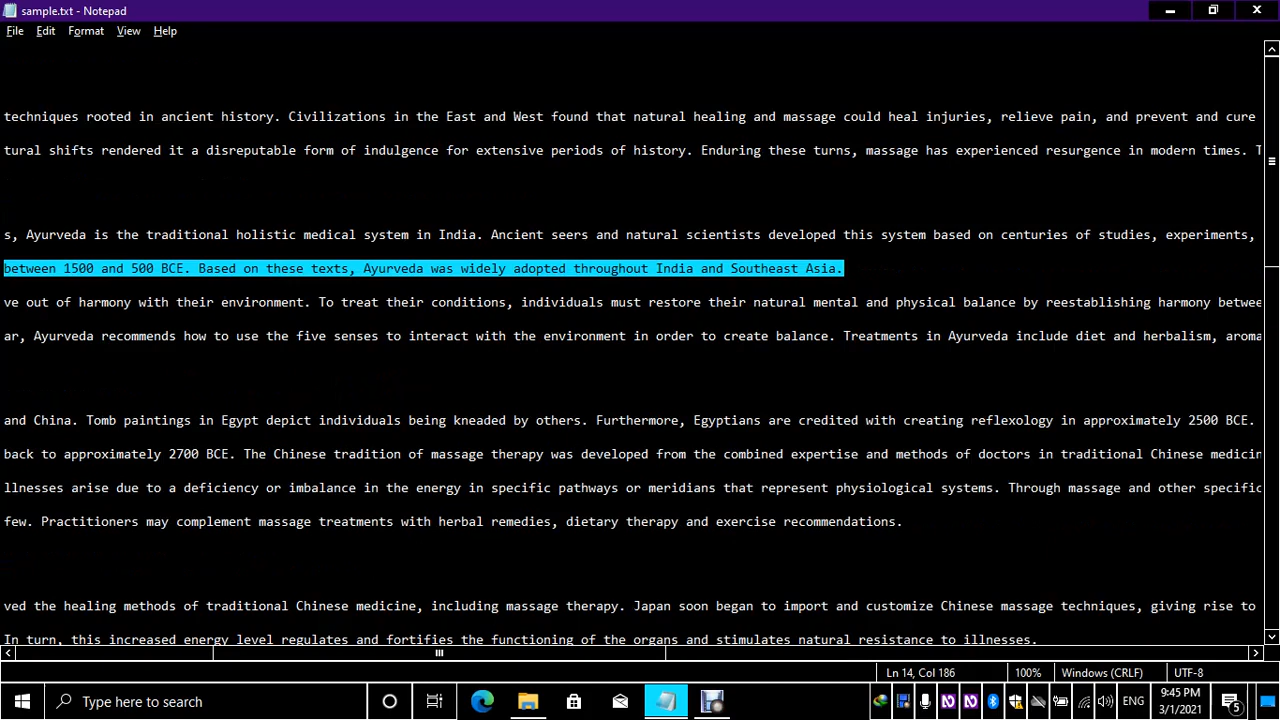 sample.txt - Notepad
File Edit Format View Help
techniques rooted in ancient history. Civilizations in the East and West found that natural healing and massage could heal injuries, relieve pain, and prevent and cure
tural shifts rendered it a disreputable form of indulgence for extensive periods of history. Enduring these turns, massage has experienced resurgence in modern times. T
s, Ayurveda is the traditional holistic medical system in India. Ancient seers and natural scientists developed this system based on centuries of studies, experiments,
between 1500 and 500 BCE. Based on these texts, Ayurveda was widely adopted throughout India and Southeast Asia.
ve out of harmony with their environment. To treat their conditions, individuals must restore their natural mental and physical balance by reestablishing harmony betwee
ar, Ayurveda recommends how to use the five senses to interact with the environment in order to create balance. Treatments in Ayurveda include diet and herbalism, aroma
and China. Tomb paintings in Egypt depict individuals being kneaded by others. Furthermore, Egyptians are credited with creating reflexology in approximately 2500 BCE.
back to approximately 2700 BCE. The Chinese tradition of massage therapy was developed from the combined expertise and methods of doctors in traditional Chinese medicin
llnesses arise due to a deficiency or imbalance in the energy in specific pathways or meridians that represent physiological systems. Through massage and other specific
few. Practitioners may complement massage treatments with herbal remedies, dietary therapy and exercise recommendations.
ved the healing methods of traditional Chinese medicine, including massage therapy. Japan soon began to import and customize Chinese massage techniques, giving rise to
In turn, this increased energy level regulates and fortifies the functioning of the organs and stimulates natural resistance to illnesses.
Ln 14, Col 186 100% Windows (CRLF) UTF-8
Type here to search ENG 9:45 PM
3/1/2021 5